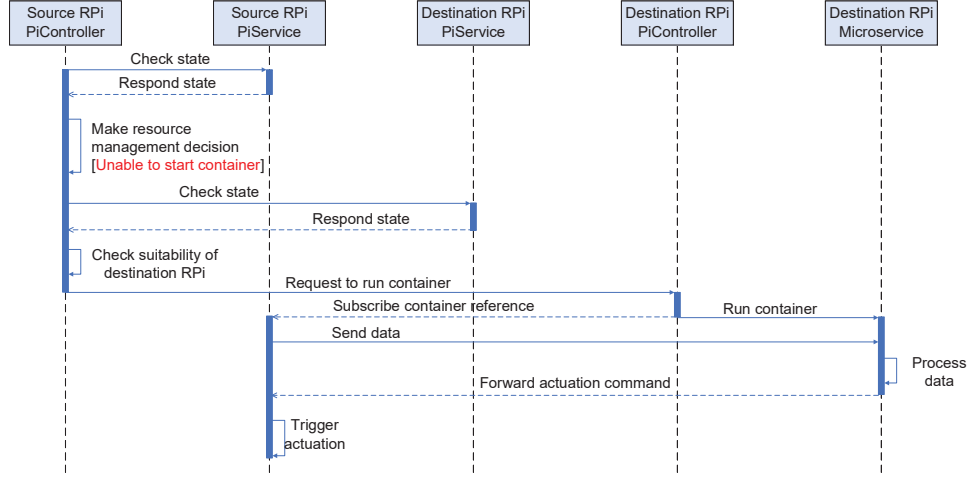 Source RPi
PiController
Source RPi
PiService
Destination RPi
PiService
Destination RPi
PiController
Destination RPi
Microservice
Check state
Respond state
Make resource
management decision
[Unable to start container]
Check state
Respond state
Check suitability of
destination RPi
Request to run container
Subscribe container reference
Run container
Send data
Process
data
Forward actuation command
Trigger
actuation